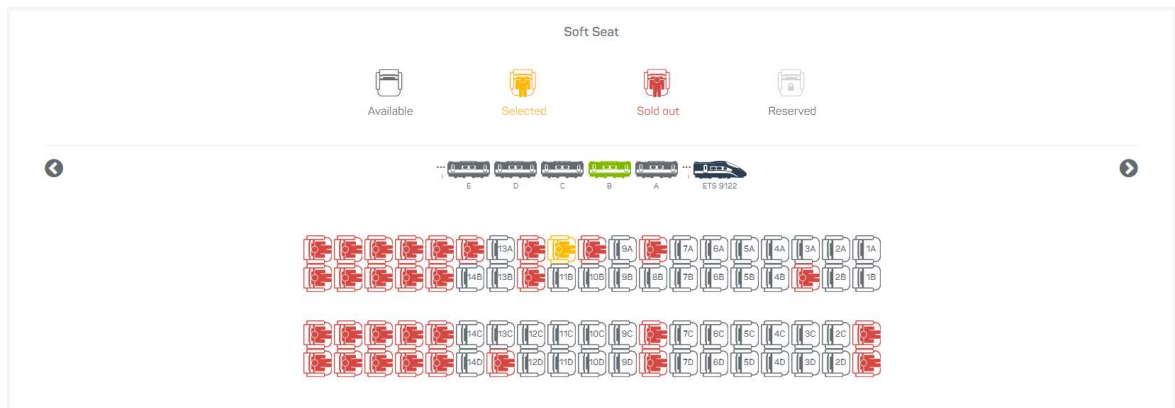 Soft Seat
Available Selected Sold out Reserved
E D C B A ETS 9122
13A 9A 7A 6A 5A 4A 3A 2A 1A
14B 13B 11B 10B 9B 8B 7B 6B 5B 4B 2B 1B
14C 13C 12C 11C 10C 9C 7C 6C 5C 4C 3C 2C
14D 12D 11D 10D 9D 7D 6D 5D 4D 3D 2D